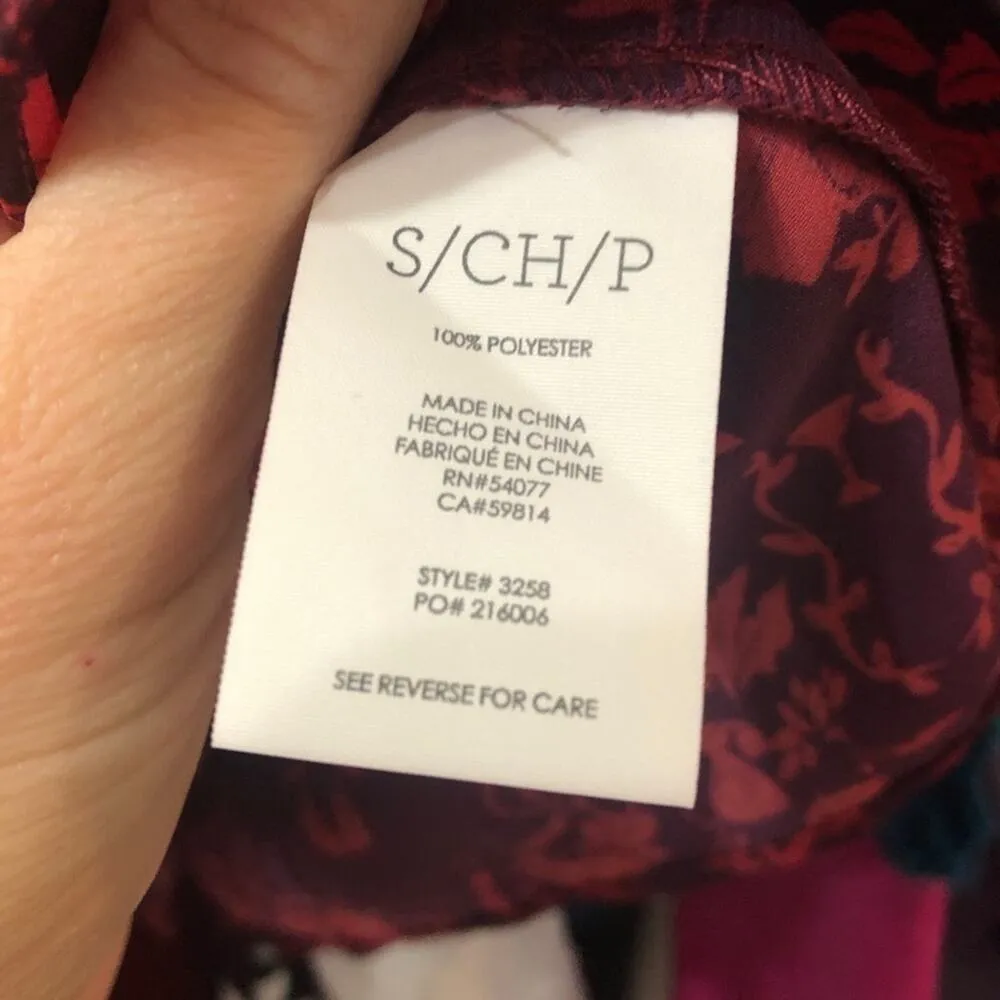 S/CH/P
100% POLYESTER
MADE IN CHINA
HECHO EN CHINA
FABRIQUÉ EN CHINE
RN#54077
CA#59814
STYLE# 3258
PO# 216006
SEE REVERSE FOR CARE